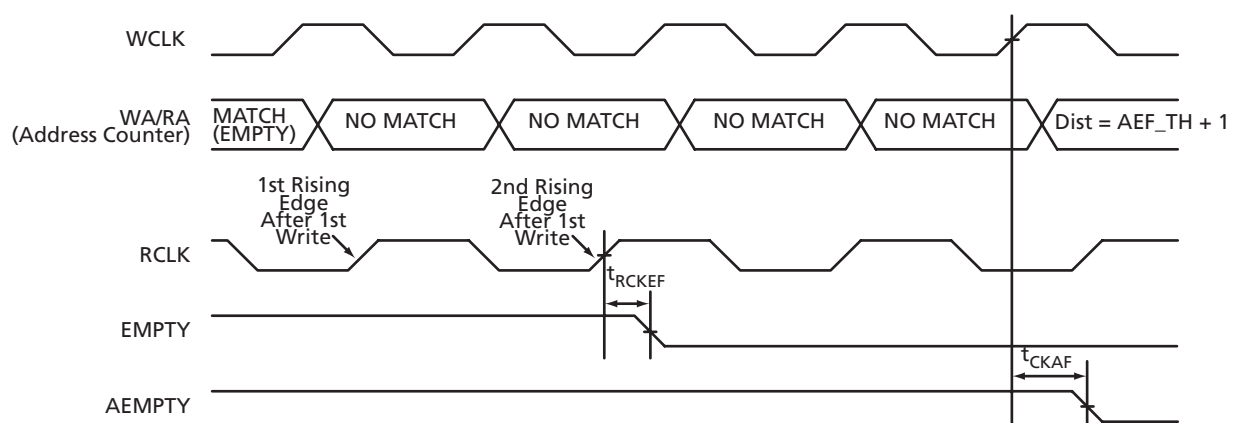 WCLK
WA/RA
(Address Counter)
MATCH
(EMPTY)
NO MATCH
NO MATCH
NO MATCH
NO MATCH
Dist = AEF_TH + 1
1st Rising
Edge
After 1st
Write
2nd Rising
Edge
After 1st
Write
RCLK
tRCKEF
EMPTY
tCKAF
AEMPTY